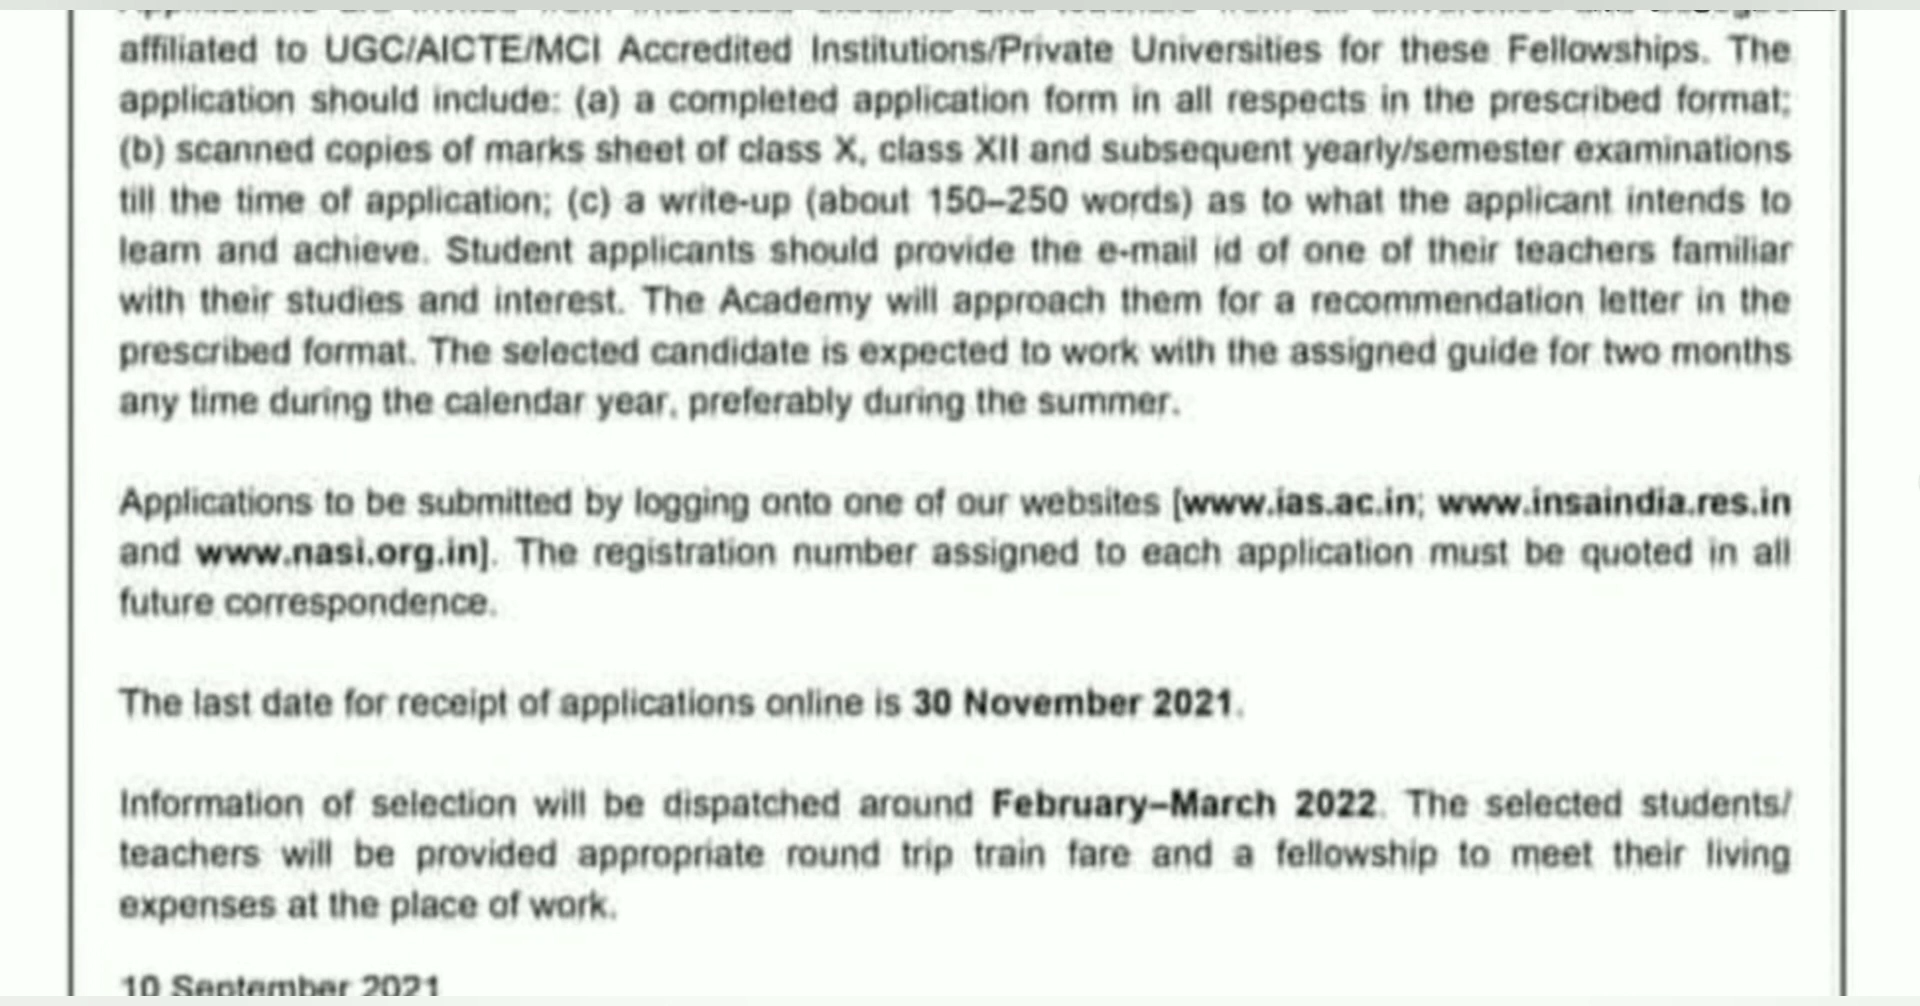 affiliated to UGC/AICTE/MCI Accredited Institutions/Private Universities for these Fellowships. The
application should include: (a) a completed application form in all respects in the prescribed format;
(b) scanned copies of marks sheet of class X, class XII and subsequent yearly/semester examinations
till the time of application; (c) a write-up (about 150–250 words) as to what the applicant intends to
learn and achieve. Student applicants should provide the e-mail id of one of their teachers familiar
with their studies and interest. The Academy will approach them for a recommendation letter in the
prescribed format. The selected candidate is expected to work with the assigned guide for two months
any time during the calendar year, preferably during the summer.
Applications to be submitted by logging onto one of our websites [www.ias.ac.in; www.insaindia.res.in
and www.nasi.org.in]. The registration number assigned to each application must be quoted in all
future correspondence.
The last date for receipt of applications online is 30 November 2021.
Information of selection will be dispatched around February–March 2022. The selected students/
teachers will be provided appropriate round trip train fare and a fellowship to meet their living
expenses at the place of work.
10 September 2021